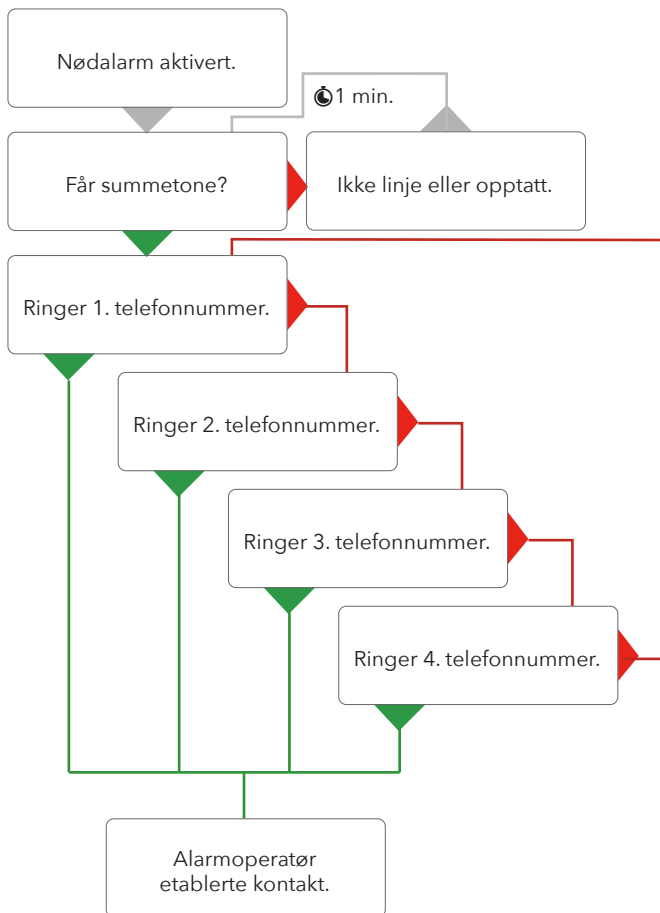 Nødalarm aktivert.
1 min.
Får summetone?
Ikke linje eller opptatt.
Ringer 1. telefonnummer.
Ringer 2. telefonnummer.
Ringer 3. telefonnummer.
Ringer 4. telefonnummer.
Alarmoperatør
etablerte kontakt.